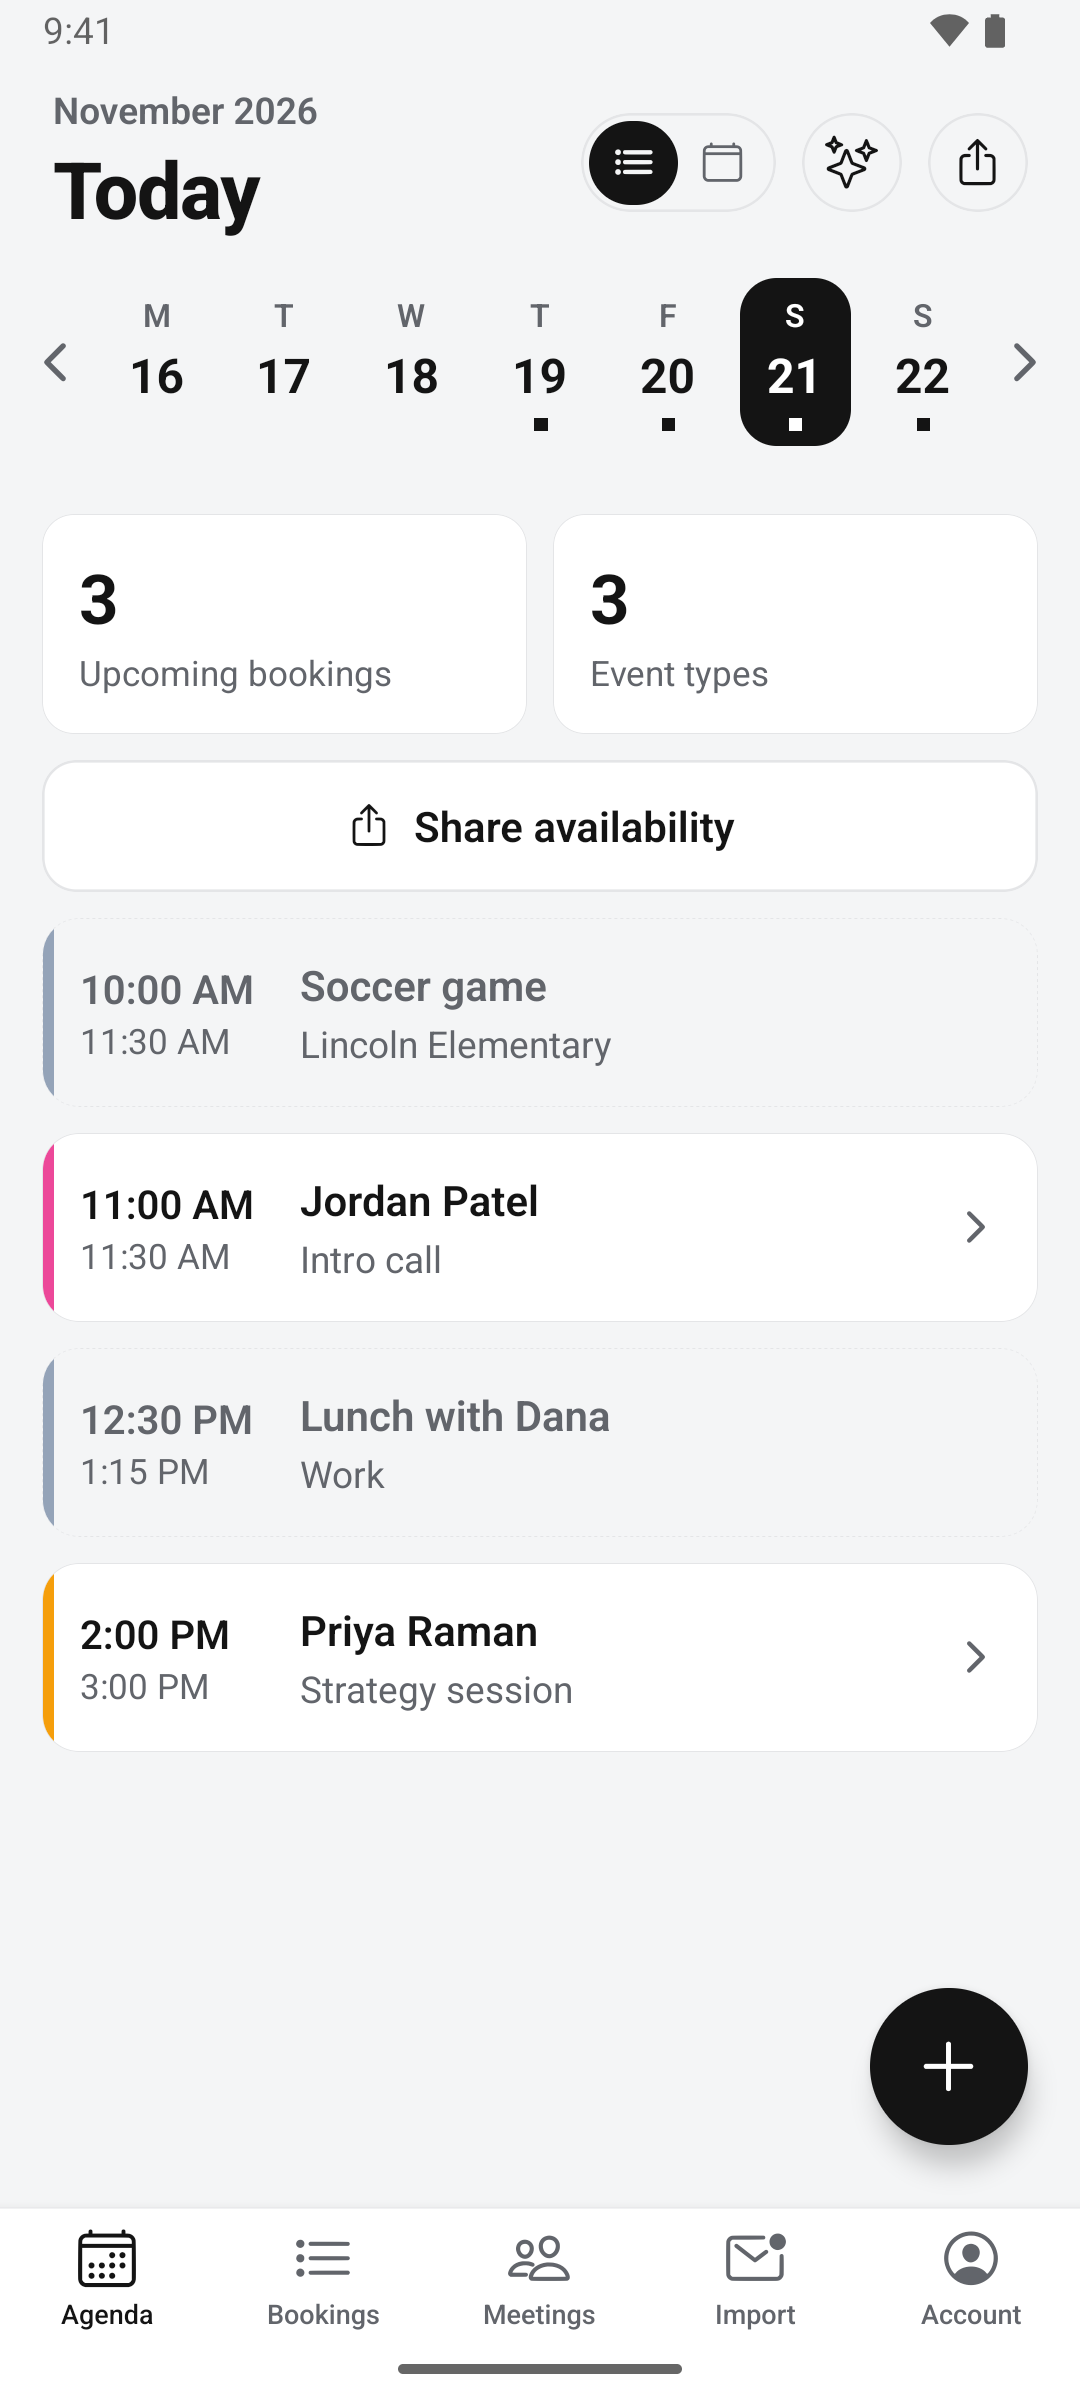 9:41
November 2026
Today
M T W T F S S
16 17 18 19 20 21 22
3
Upcoming bookings
3
Event types
Share availability
10:00 AM
11:30 AM
Soccer game
Lincoln Elementary
11:00 AM
11:30 AM
Jordan Patel
Intro call
12:30 PM
1:15 PM
Lunch with Dana
Work
2:00 PM
3:00 PM
Priya Raman
Strategy session
Agenda
Bookings
Meetings
Import
Account